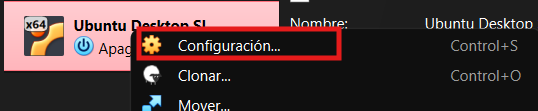 x64
Ubuntu Desktop SI
Apag
Nombre:
Ubuntu Desktop
Configuración...
Control+S
Clonar...
Control+O
Mover...